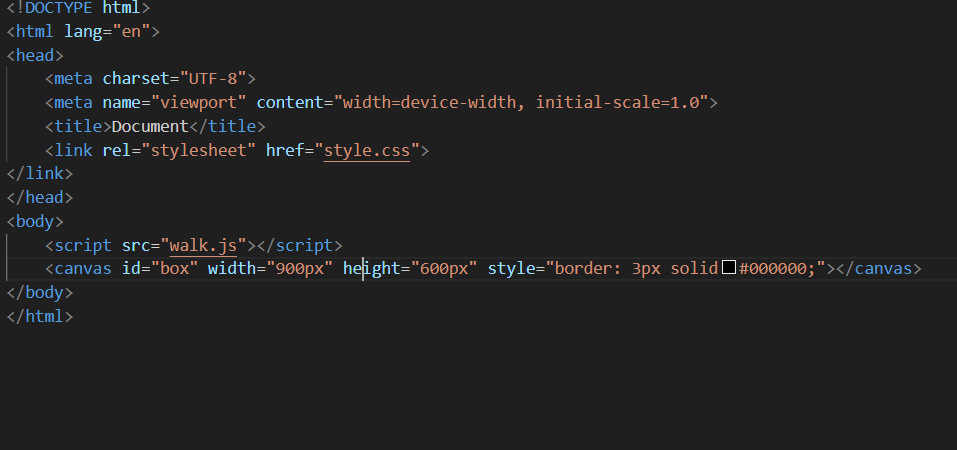 <!DOCTYPE html>
<html lang="en">
<head>
    <meta charset="UTF-8">
    <meta name="viewport" content="width=device-width, initial-scale=1.0">
    <title>Document</title>
    <link rel="stylesheet" href="style.css">
</link>
</head>
<body>
    <script src="walk.js"></script>
    <canvas id="box" width="900px" height="600px" style="border: 3px solid #000000;"></canvas>
</body>
</html>